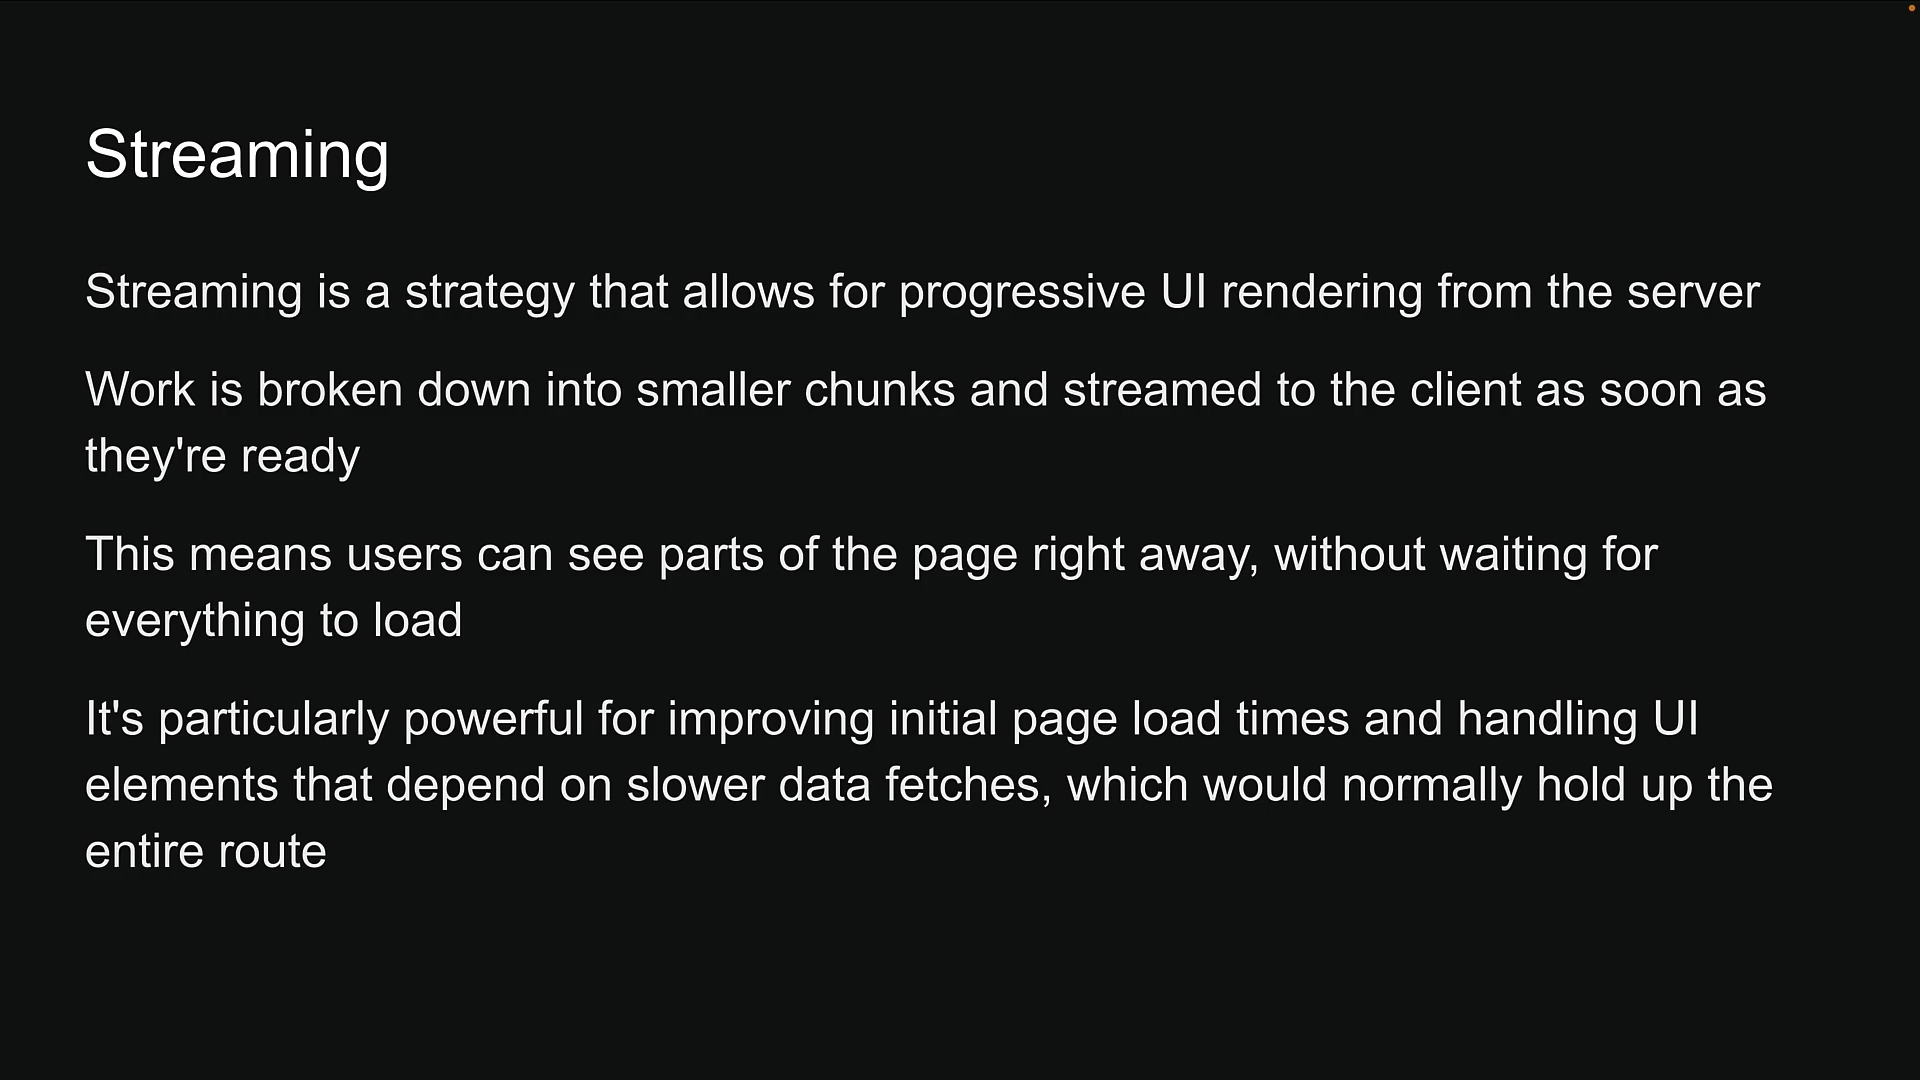 Streaming
Streaming is a strategy that allows for progressive UI rendering from the server
Work is broken down into smaller chunks and streamed to the client as soon as
they're ready
This means users can see parts of the page right away, without waiting for
everything to load
It's particularly powerful for improving initial page load times and handling UI
elements that depend on slower data fetches, which would normally hold up the
entire route